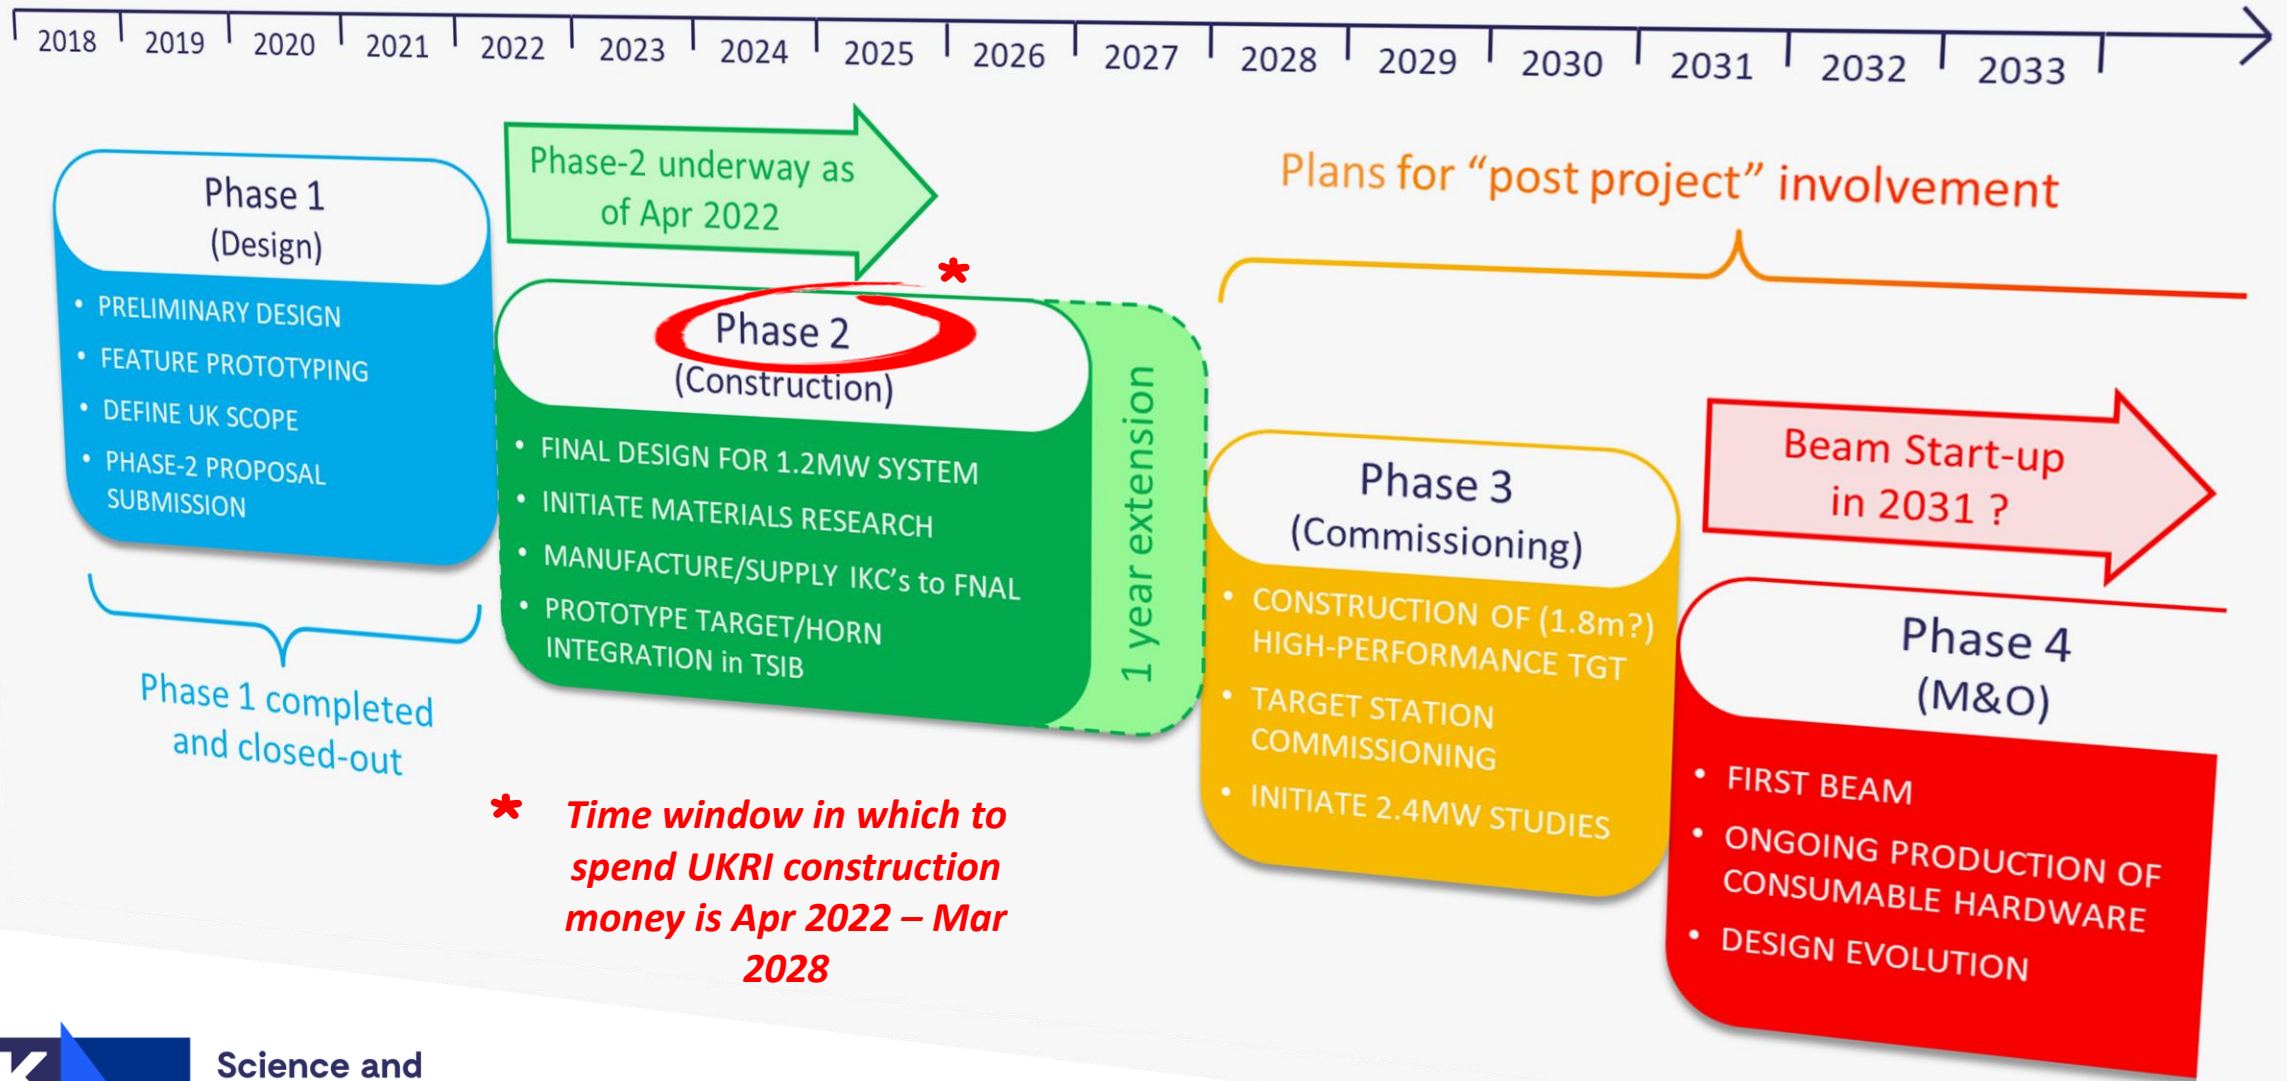 2018 2019 2020 2021 2022 2023 2024 2025 2026 2027 2028 2029 2030 2031 2032 2033
Phase 1
(Design)
• PRELIMINARY DESIGN
• FEATURE PROTOTYPING
• DEFINE UK SCOPE
• PHASE-2 PROPOSAL
SUBMISSION
Phase 1 completed
and closed-out
Phase-2 underway as
of Apr 2022
*
Phase 2
(Construction)
• FINAL DESIGN FOR 1.2MW SYSTEM
• INITIATE MATERIALS RESEARCH
• MANUFACTURE/SUPPLY IKC's to FNAL
• PROTOTYPE TARGET/HORN
INTEGRATION in TSIB
1 year extension
* Time window in which to
spend UKRI construction
money is Apr 2022 – Mar
2028
Plans for “post project” involvement
Phase 3
(Commissioning)
• CONSTRUCTION OF (1.8m?)
HIGH-PERFORMANCE TGT
• TARGET STATION
COMMISSIONING
• INITIATE 2.4MW STUDIES
Beam Start-up
in 2031 ?
Phase 4
(M&O)
• FIRST BEAM
• ONGOING PRODUCTION OF
CONSUMABLE HARDWARE
• DESIGN EVOLUTION
Science and